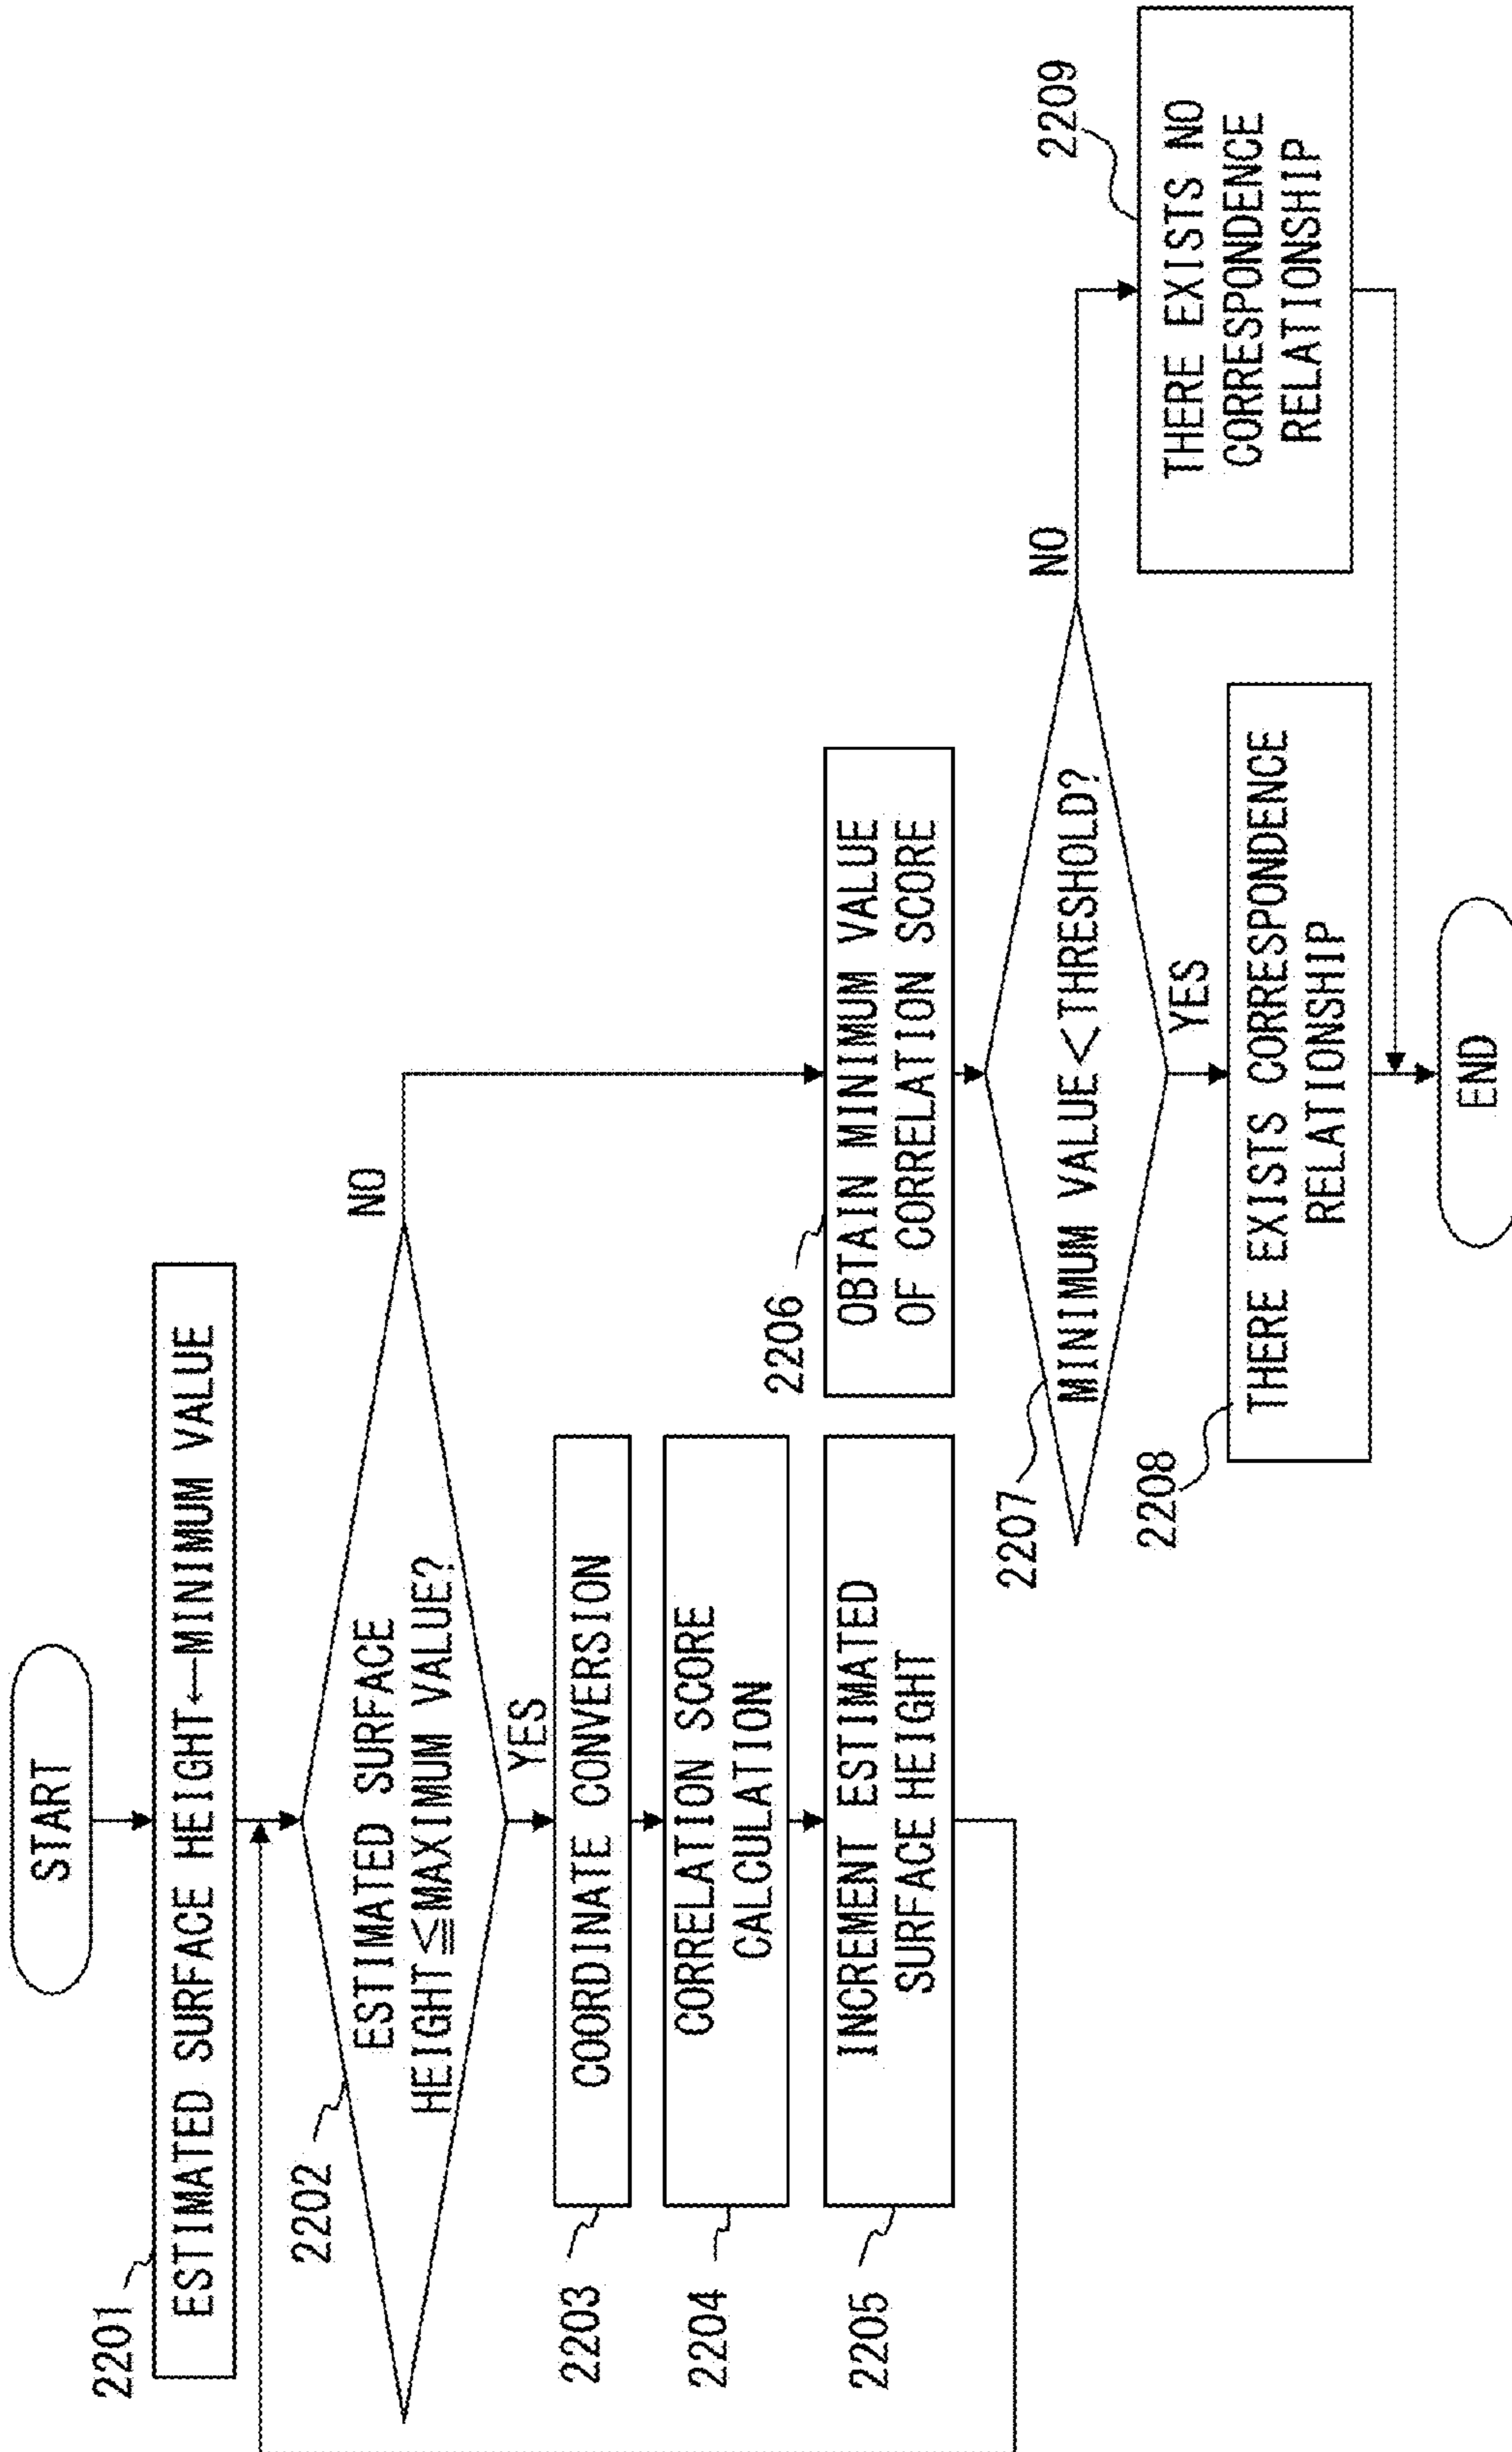 START
2201
ESTIMATED SURFACE HEIGHT←MINIMUM VALUE
2202
ESTIMATED SURFACE
HEIGHT≦MAXIMUM VALUE?
NO
YES
2203
COORDINATE CONVERSION
2204
CORRELATION SCORE
CALCULATION
2205
INCREMENT ESTIMATED
SURFACE HEIGHT
2206
OBTAIN MINIMUM VALUE
OF CORRELATION SCORE
2207
MINIMUM VALUE<THRESHOLD?
NO
YES
2208
THERE EXISTS CORRESPONDENCE
RELATIONSHIP
2209
THERE EXISTS NO
CORRESPONDENCE
RELATIONSHIP
END